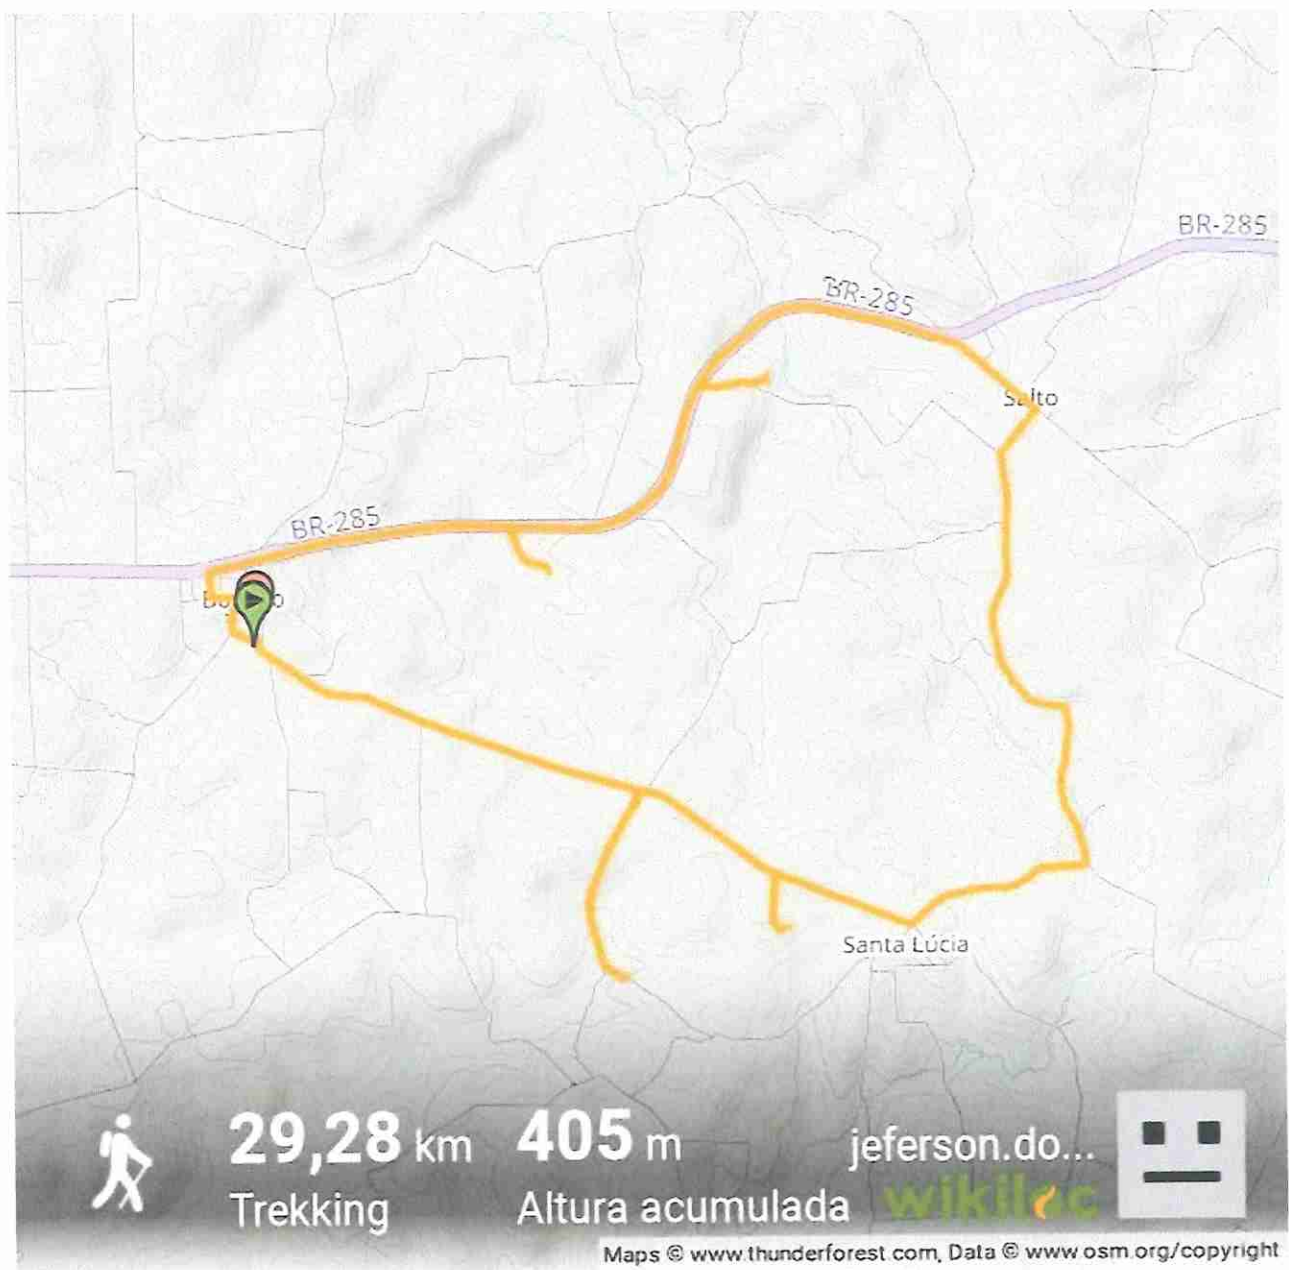 BR-285
BR-285
Salto
BR-285
Santa Lúcia
29,28 km
405 m
jeferson.do...
Trekking
Altura acumulada
wikiloc
Maps © www.thunderforest.com, Data © www.osm.org/copyright